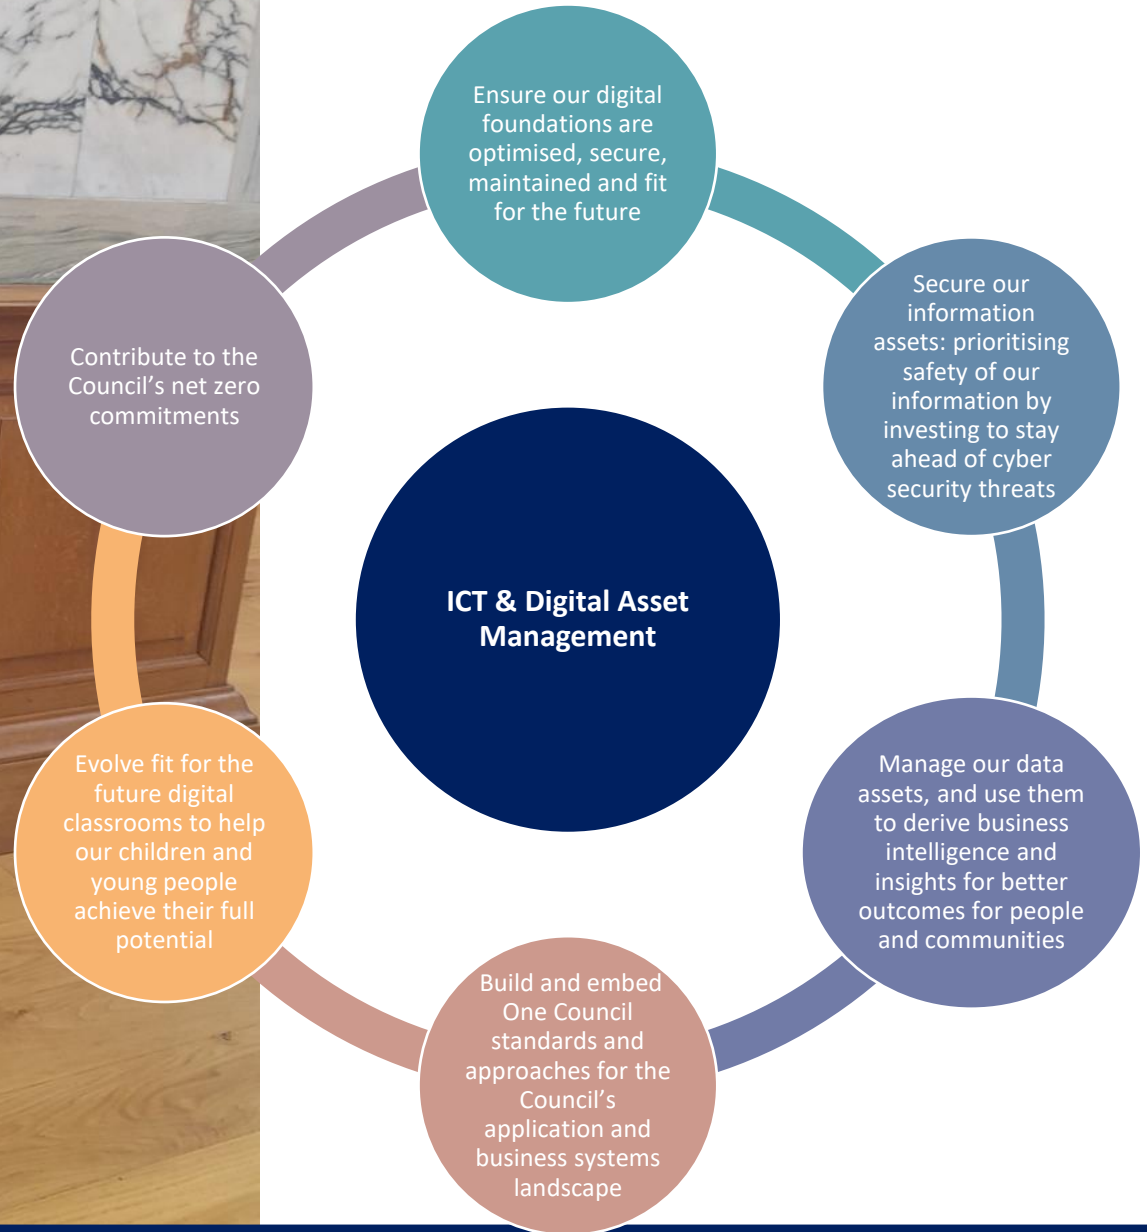 Ensure our digital
foundations are
optimised, secure,
maintained and fit
for the future
Secure our
information
assets: prioritising
safety of our
information by
investing to stay
ahead of cyber
security threats
Manage our data
assets, and use them
to derive business
intelligence and
insights for better
outcomes for people
and communities
Build and embed
One Council
standards and
approaches for the
Council’s
application and
business systems
landscape
Evolve fit for the
future digital
classrooms to help
our children and
young people
achieve their full
potential
Contribute to the
Council’s net zero
commitments
ICT & Digital Asset
Management